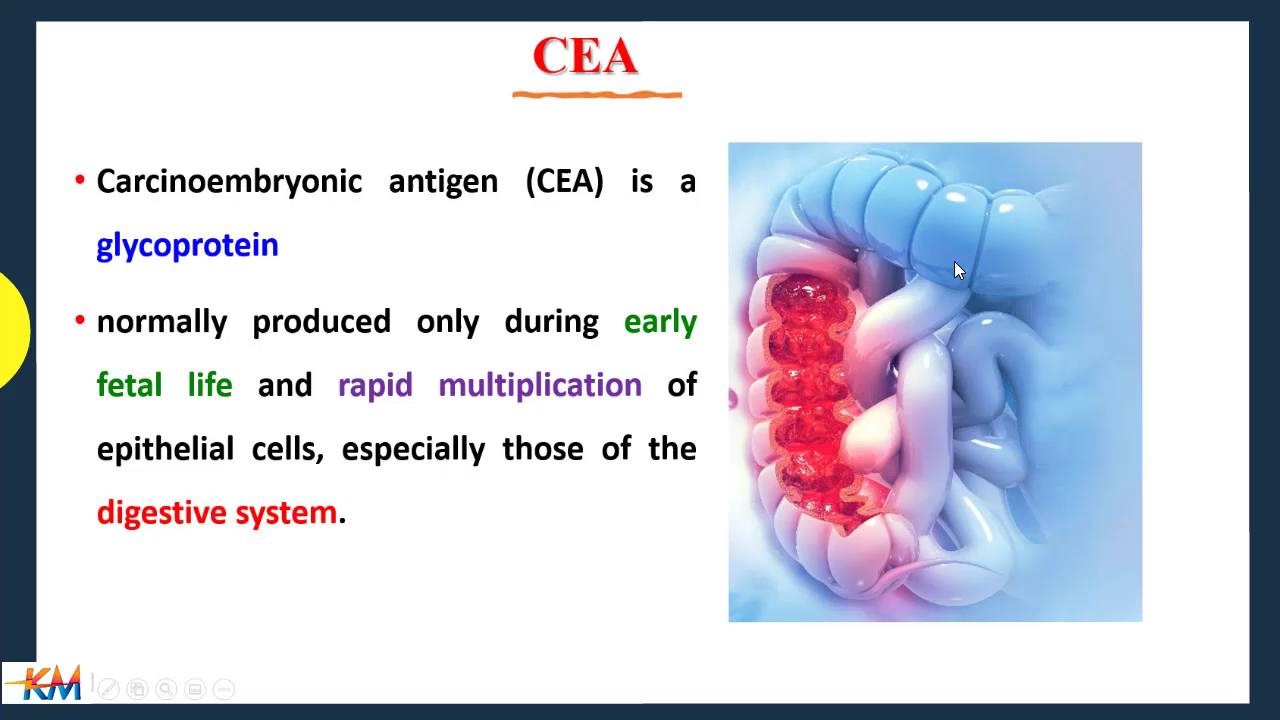 CEA
• Carcinoembryonic antigen (CEA) is a
glycoprotein
• normally produced only during early
fetal life and rapid multiplication of
epithelial cells, especially those of the
digestive system.
KM